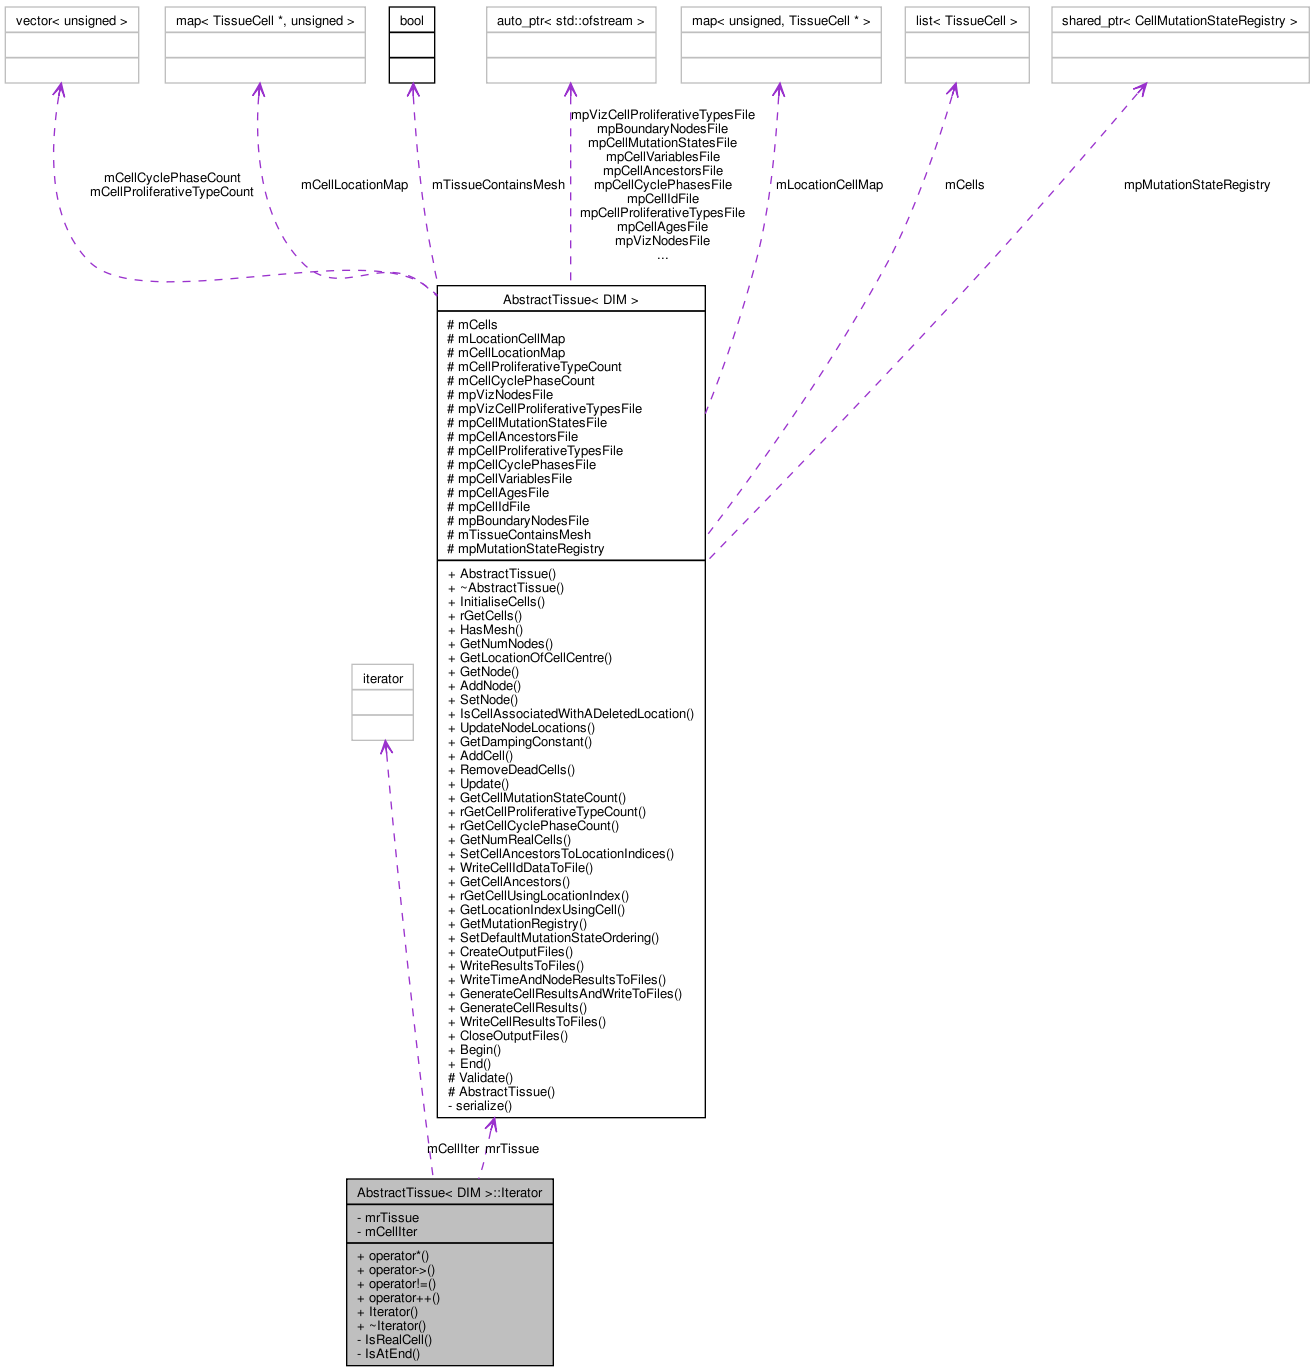 vector< unsigned >
map< TissueCell *, unsigned >
bool
auto_ptr< std::ofstream >
map< unsigned, TissueCell * >
list< TissueCell >
shared_ptr< CellMutationStateRegistry >
mCellCyclePhaseCount
mCellProliferativeTypeCount
mCellLocationMap
mTissueContainsMesh
mpVizCellProliferativeTypesFile
mpBoundaryNodesFile
mpCellMutationStatesFile
mpCellVariablesFile
mpCellAncestorsFile
mpCellCyclePhasesFile
mpCellIdFile
mpCellProliferativeTypesFile
mpCellAgesFile
mpVizNodesFile
...
mLocationCellMap
mCells
mpMutationStateRegistry
AbstractTissue< DIM >
# mCells
# mLocationCellMap
# mCellLocationMap
# mCellProliferativeTypeCount
# mCellCyclePhaseCount
# mpVizNodesFile
# mpVizCellProliferativeTypesFile
# mpCellMutationStatesFile
# mpCellAncestorsFile
# mpCellProliferativeTypesFile
# mpCellCyclePhasesFile
# mpCellVariablesFile
# mpCellAgesFile
# mpCellIdFile
# mpBoundaryNodesFile
# mTissueContainsMesh
# mpMutationStateRegistry
+ AbstractTissue()
+ ~AbstractTissue()
+ InitialiseCells()
+ rGetCells()
+ HasMesh()
+ GetNumNodes()
+ GetLocationOfCellCentre()
+ GetNode()
+ AddNode()
+ SetNode()
+ IsCellAssociatedWithADeletedLocation()
+ UpdateNodeLocations()
+ GetDampingConstant()
+ AddCell()
+ RemoveDeadCells()
+ Update()
+ GetCellMutationStateCount()
+ rGetCellProliferativeTypeCount()
+ rGetCellCyclePhaseCount()
+ GetNumRealCells()
+ SetCellAncestorsToLocationIndices()
+ WriteCellIdDataToFile()
+ GetCellAncestors()
+ rGetCellUsingLocationIndex()
+ GetLocationIndexUsingCell()
+ GetMutationRegistry()
+ SetDefaultMutationStateOrdering()
+ CreateOutputFiles()
+ WriteResultsToFiles()
+ WriteTimeAndNodeResultsToFiles()
+ GenerateCellResultsAndWriteToFiles()
+ GenerateCellResults()
+ WriteCellResultsToFiles()
+ CloseOutputFiles()
+ Begin()
+ End()
# Validate()
# AbstractTissue()
- serialize()
iterator
mCellIter
mrTissue
AbstractTissue< DIM >::Iterator
- mrTissue
- mCellIter
+ operator*()
+ operator->()
+ operator!=()
+ operator++()
+ Iterator()
+ ~Iterator()
- IsRealCell()
- IsAtEnd()